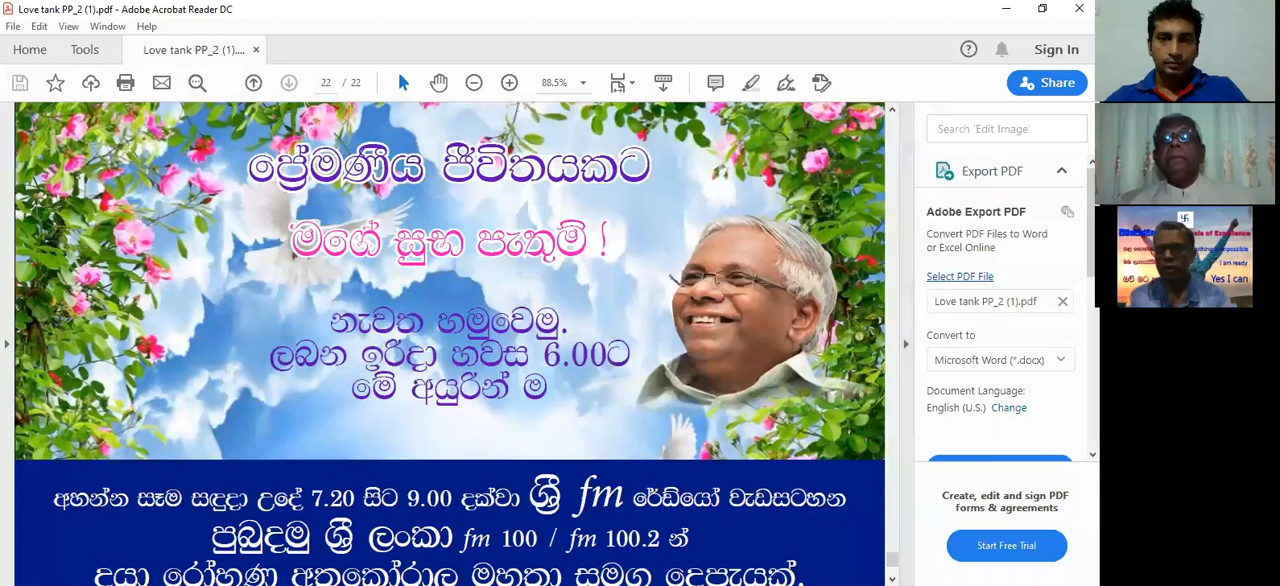 Love tank PP_2 (1).pdf - Adobe Acrobat Reader DC
File Edit View Window Help
Home Tools Love tank PP_2 (1).... × Sign In
22 / 22 88.5% Share
ප්‍රේමණීය ජීවිතයකට
මගේ සුභ පැතුම් !
නැවත හමුවෙමු.
ලබන ඉරිදා හවස 6.00ට
මේ අයුරින් ම
අහන්න සෑම සඳුදා උදේ 7.20 සිට 9.00 දක්වා ශ්‍රී fm රේඩියෝ වැඩසටහන
පුබුදමු ශ්‍රී ලංකා fm 100 / fm 100.2 න්
දයා රෝහණ අතුකෝරාල මහතා සමග දෙපැයක්.
Search 'Edit Image'
Export PDF
Adobe Export PDF
Convert PDF Files to Word
or Excel Online
Select PDF File
Love tank PP_2 (1).pdf
Convert to
Microsoft Word (*.docx)
Document Language:
English (U.S.) Change
Create, edit and sign PDF
forms & agreements
Start Free Trial
I am ready
Yes I can